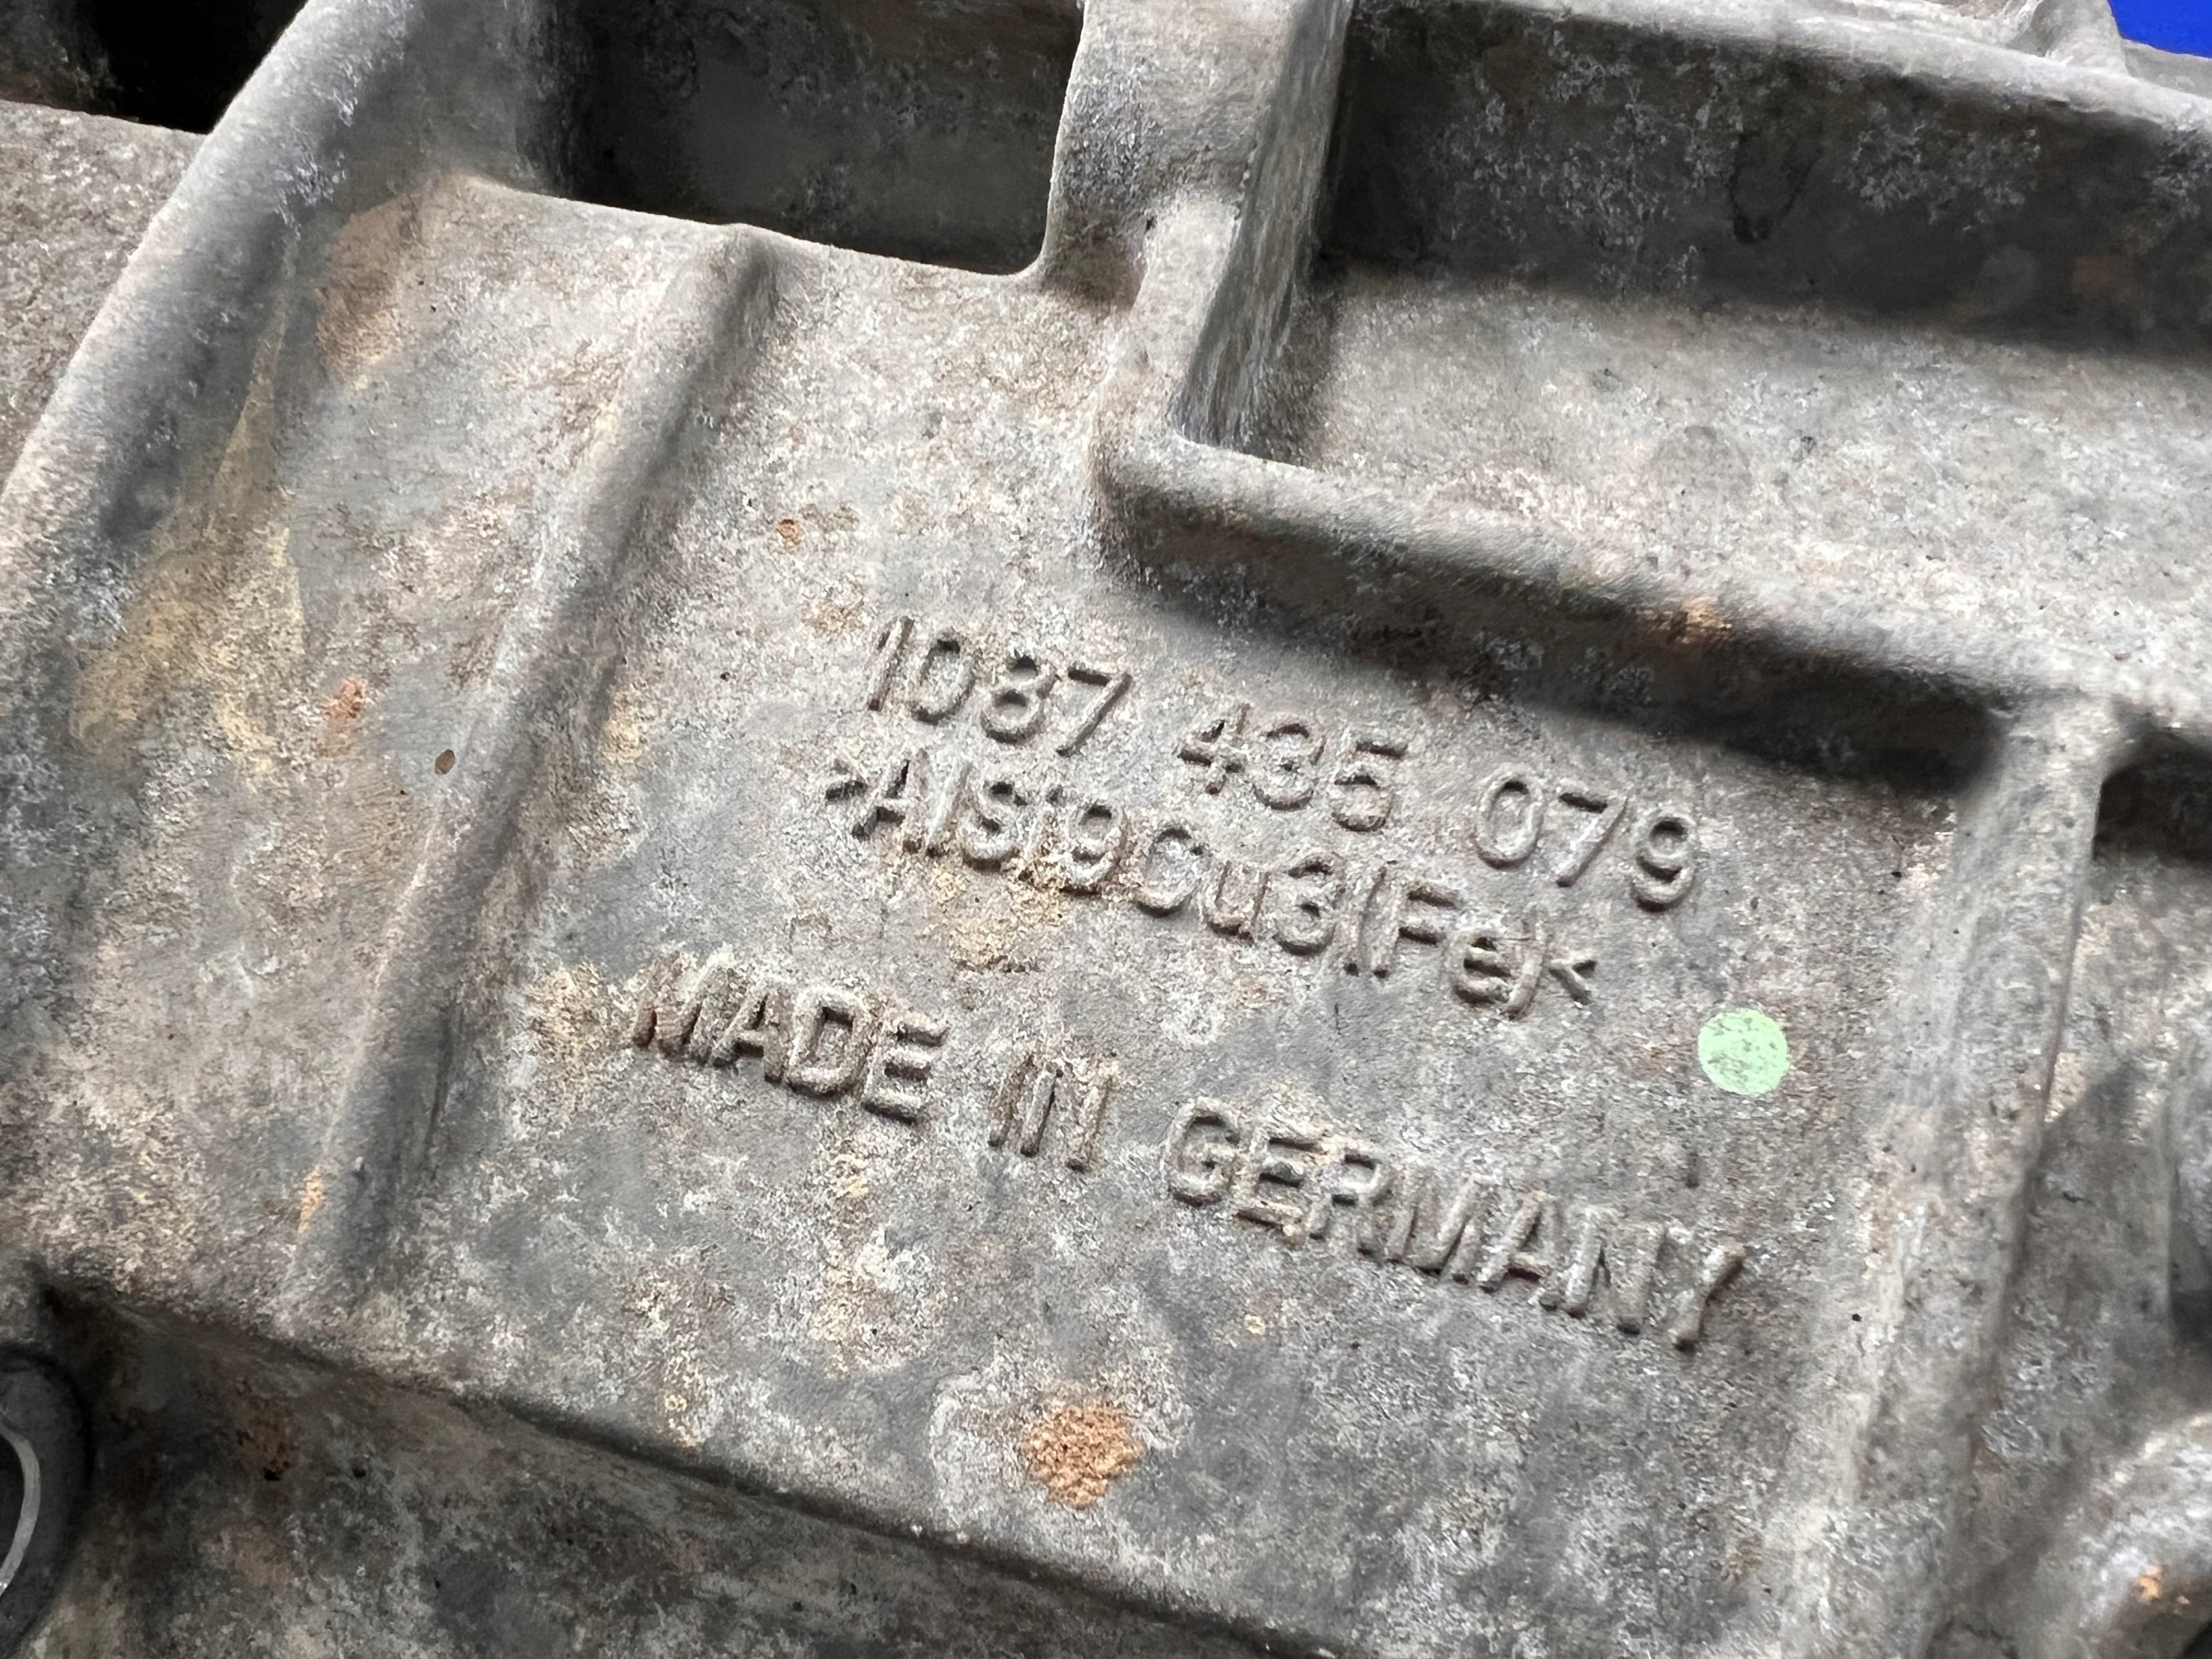 1087 435 079
>AlSi9Cu3(Fe)<
MADE IN GERMANY